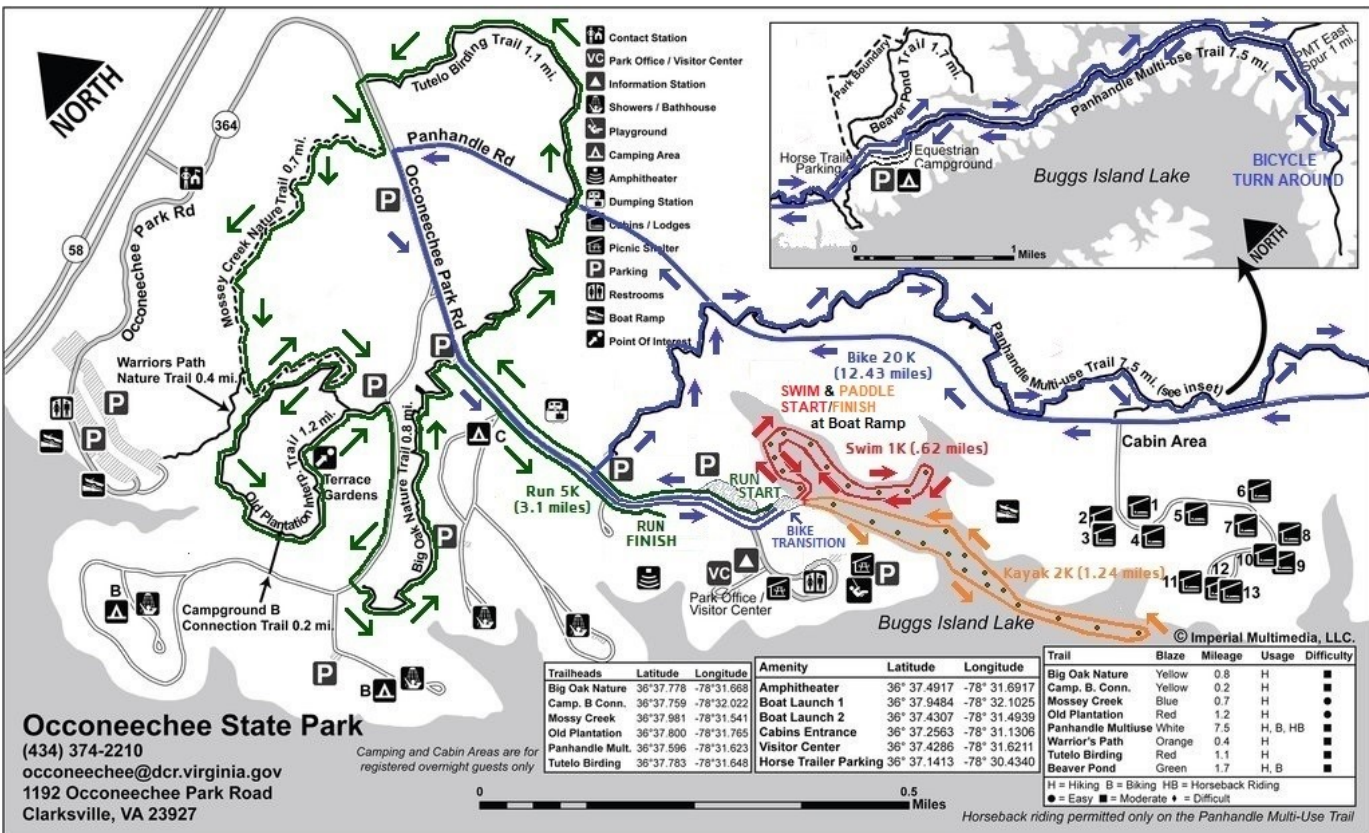 NORTH
364
58
Occoneechee Park Rd
Mossey Creek Nature Trail 0.7 mi.
Warriors Path
Nature Trail 0.4 mi.
Tutelo Birding Trail 1.1 mi.
Panhandle Rd
Occoneechee Park Rd
Contact Station
VC Park Office / Visitor Center
Information Station
Showers / Bathhouse
Playground
Camping Area
Amphitheater
Dumping Station
Cabins / Lodges
Picnic Shelter
P Parking
Restrooms
Boat Ramp
Point Of Interest
Park Boundary
Beaver Pond Trail 1.7 mi.
Panhandle Multi-use Trail 7.5 mi.
PMT East
Spur 1 mi.
Horse Trailer
Parking
Equestrian
Campground
P
Buggs Island Lake
BICYCLE
TURN AROUND
0 1
Miles
NORTH
P
P
P
P
P
P
P
P
P
P
Old Plantation Interp. Trail 1.2 mi.
Terrace
Gardens
Big Oak Nature Trail 0.8 mi.
C
Run 5K
(3.1 miles)
RUN
START
RUN
FINISH
BIKE
TRANSITION
Bike 20 K
(12.43 miles)
SWIM & PADDLE
START/FINISH
at Boat Ramp
Swim 1K (.62 miles)
Kayak 2K (1.24 miles)
Panhandle Multi-use Trail 7.5 mi. (see inset)
Cabin Area
1
2
3
4
5
6
7
8
9
10
11
12
13
VC
Park Office /
Visitor Center
Buggs Island Lake
B
B
Campground B
Connection Trail 0.2 mi.
© Imperial Multimedia, LLC.
Occoneechee State Park
(434) 374-2210
occoneechee@dcr.virginia.gov
1192 Occoneechee Park Road
Clarksville, VA 23927
Camping and Cabin Areas are for
registered overnight guests only
Trailheads Latitude Longitude
Big Oak Nature 36°37.778 -78°31.668
Camp. B Conn. 36°37.759 -78°32.022
Mossy Creek 36°37.981 -78°31.541
Old Plantation 36°37.800 -78°31.765
Panhandle Mult. 36°37.596 -78°31.623
Tutelo Birding 36°37.783 -78°31.648
Amenity Latitude Longitude
Amphitheater 36° 37.4917 -78° 31.6917
Boat Launch 1 36° 37.9484 -78° 32.1025
Boat Launch 2 36° 37.4307 -78° 31.4939
Cabins Entrance 36° 37.2563 -78° 31.1306
Visitor Center 36° 37.4286 -78° 31.6211
Horse Trailer Parking 36° 37.1413 -78° 30.4340
Trail Blaze Mileage Usage Difficulty
Big Oak Nature Yellow 0.8 H ■
Camp. B. Conn. Yellow 0.2 H ■
Mossey Creek Blue 0.7 H ●
Old Plantation Red 1.2 H ●
Panhandle Multiuse White 7.5 H, B, HB ■
Warrior's Path Orange 0.4 H ■
Tutelo Birding Red 1.1 H ■
Beaver Pond Green 1.7 H, B ■
H = Hiking B = Biking HB = Horseback Riding
● = Easy ■ = Moderate ♦ = Difficult
0 0.5
Miles
Horseback riding permitted only on the Panhandle Multi-Use Trail